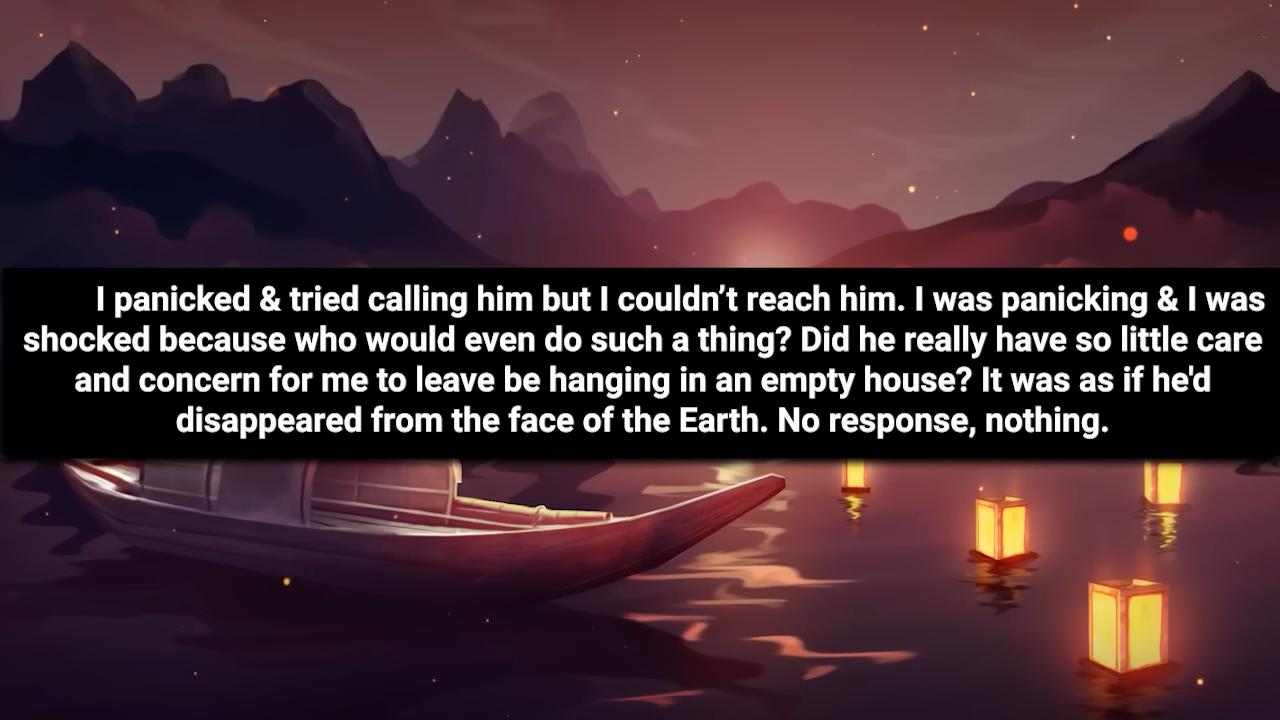 I panicked & tried calling him but I couldn’t reach him. I was panicking & I was
shocked because who would even do such a thing? Did he really have so little care
and concern for me to leave be hanging in an empty house? It was as if he'd
disappeared from the face of the Earth. No response, nothing.